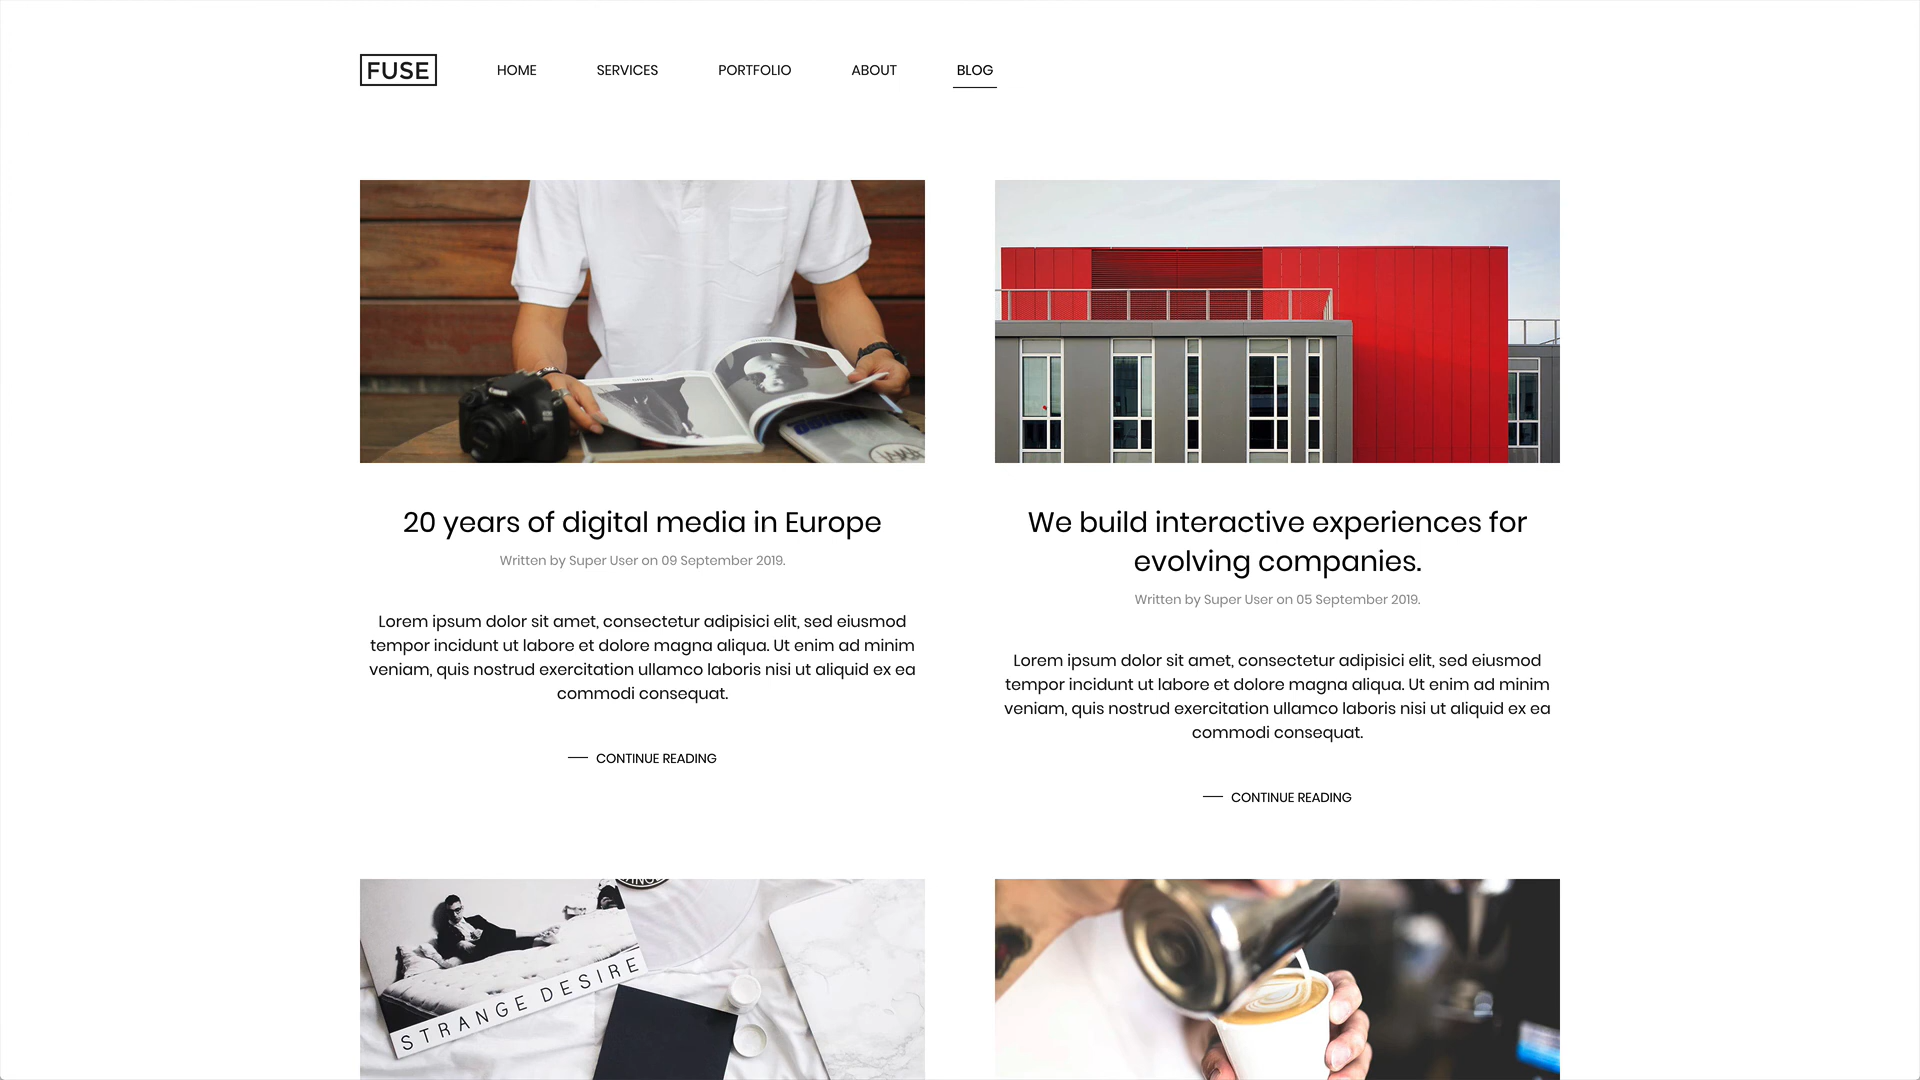 FUSE
HOME
SERVICES
PORTFOLIO
ABOUT
BLOG
20 years of digital media in Europe
Written by Super User on 09 September 2019.
Lorem ipsum dolor sit amet, consectetur adipisici elit, sed eiusmod
tempor incidunt ut labore et dolore magna aliqua. Ut enim ad minim
veniam, quis nostrud exercitation ullamco laboris nisi ut aliquid ex ea
commodi consequat.
CONTINUE READING
We build interactive experiences for
evolving companies.
Written by Super User on 05 September 2019.
Lorem ipsum dolor sit amet, consectetur adipisici elit, sed eiusmod
tempor incidunt ut labore et dolore magna aliqua. Ut enim ad minim
veniam, quis nostrud exercitation ullamco laboris nisi ut aliquid ex ea
commodi consequat.
CONTINUE READING
STRANGE DESIRE